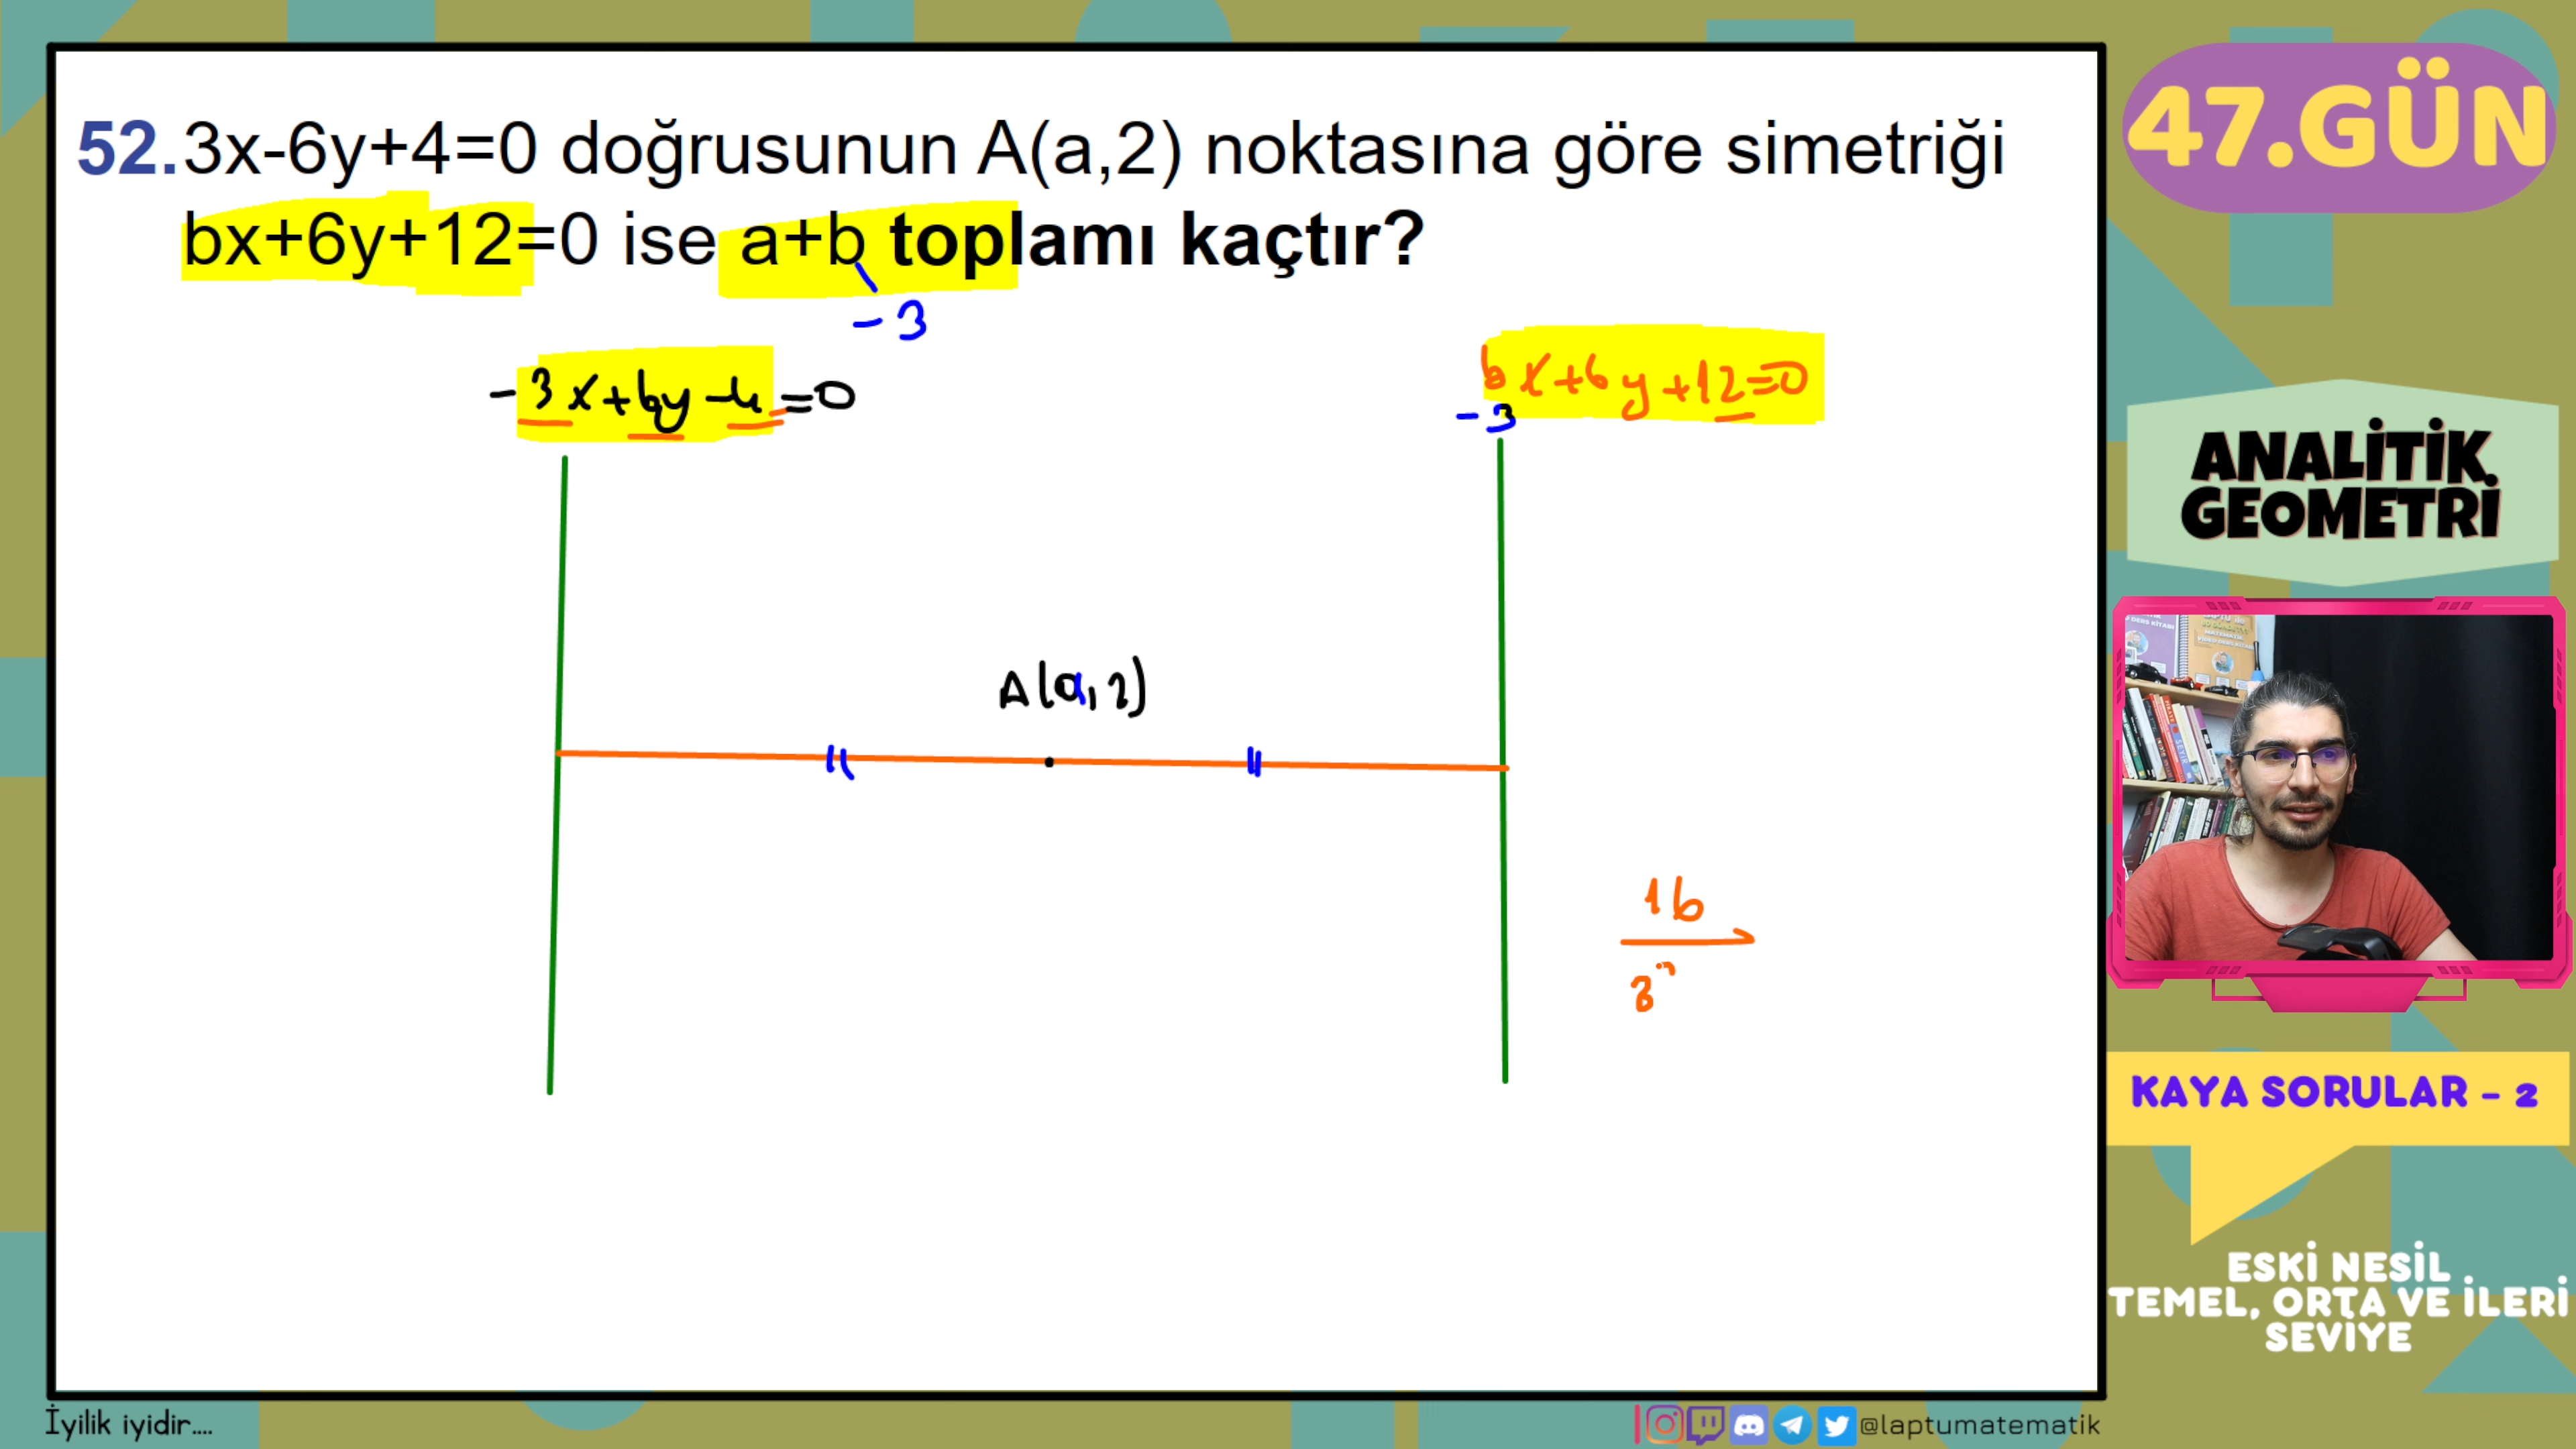 52. 3x-6y+4=0 doğrusunun A(a,2) noktasına göre simetriği
bx+6y+12=0 ise a+b toplamı kaçtır?
-3
-3x+6y-4=0
bx+6y+12=0
-3
A(a,2)
16
47.GÜN
ANALİTİK
GEOMETRİ
KAYA SORULAR - 2
ESKİ NESİL
TEMEL, ORTA VE İLERİ
SEVİYE
İyilik iyidir....
@laptumatematik